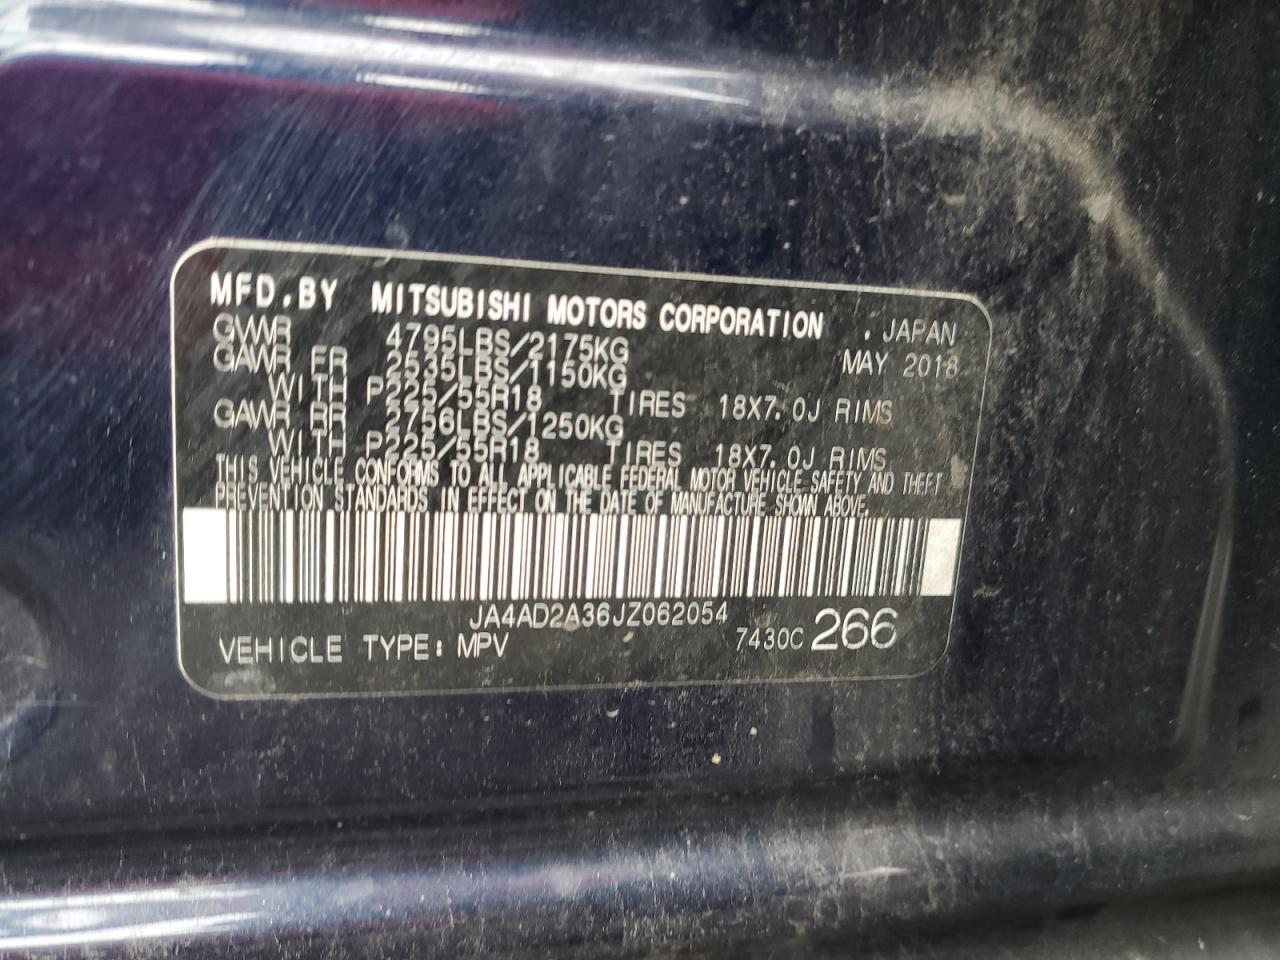 MFD.BY MITSUBISHI MOTORS CORPORATION . JAPAN
GVWR 4795LBS/2175KG MAY 2018
GAWR FR 2535LBS/1150KG
WITH P225/55R18 TIRES 18X7.0J RIMS
GAWR RR 2756LBS/1250KG
WITH P225/55R18 TIRES 18X7.0J RIMS
THIS VEHICLE CONFORMS TO ALL APPLICABLE FEDERAL MOTOR VEHICLE SAFETY AND THEFT
PREVENTION STANDARDS IN EFFECT ON THE DATE OF MANUFACTURE SHOWN ABOVE.
JA4AD2A36JZ062054
VEHICLE TYPE: MPV 7430C 266